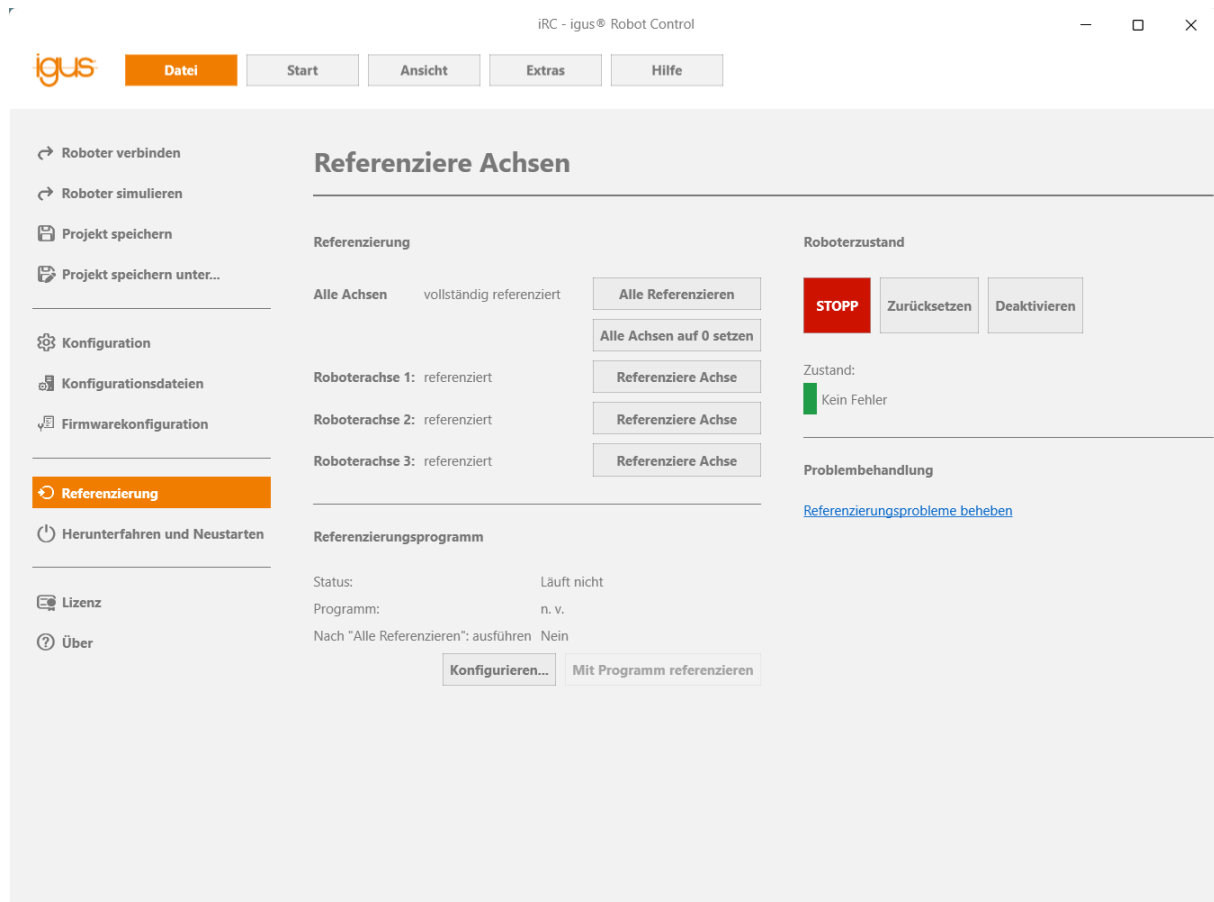 iRC - igus® Robot Control
igus
Datei
Start
Ansicht
Extras
Hilfe
Roboter verbinden
Roboter simulieren
Projekt speichern
Projekt speichern unter...
Konfiguration
Konfigurationsdateien
Firmwarekonfiguration
Referenzierung
Herunterfahren und Neustarten
Lizenz
Über
Referenziere Achsen
Referenzierung
Alle Achsen vollständig referenziert Alle Referenzieren
Alle Achsen auf 0 setzen
Roboterachse 1: referenziert Referenziere Achse
Roboterachse 2: referenziert Referenziere Achse
Roboterachse 3: referenziert Referenziere Achse
Referenzierungsprogramm
Status: Läuft nicht
Programm: n. v.
Nach "Alle Referenzieren": ausführen Nein
Konfigurieren... Mit Programm referenzieren
Roboterzustand
STOPP Zurücksetzen Deaktivieren
Zustand:
Kein Fehler
Problembehandlung
Referenzierungsprobleme beheben